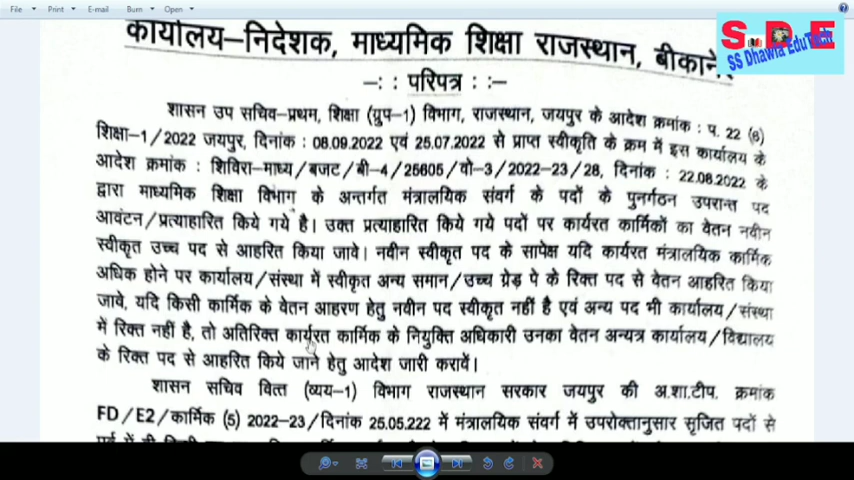 File Print E-mail Burn Open
S D E
SS Dhawla EduTech
कार्यालय–निदेशक, माध्यमिक शिक्षा राजस्थान, बीकानेर
–: : परिपत्र : :–
शासन उप सचिव–प्रथम, शिक्षा (ग्रुप–1) विभाग, राजस्थान, जयपुर के आदेश क्रमांक : प. 22 (6)
शिक्षा–1/2022 जयपुर, दिनांक : 08.09.2022 एवं 25.07.2022 से प्राप्त स्वीकृति के क्रम में इस कार्यालय के
आदेश क्रमांक : शिविरा–माध्य/बजट/बी–4/25605/वो–3/2022–23/28, दिनांक : 22.08.2022 के
द्वारा माध्यमिक शिक्षा विभाग के अन्तर्गत मंत्रालयिक संवर्ग के पदों के पुनर्गठन उपरान्त पद
आवंटन/प्रत्याहारित किये गये है। उक्त प्रत्याहारित किये गये पदों पर कार्यरत कार्मिकों का वेतन नवीन
स्वीकृत उच्च पद से आहरित किया जावे। नवीन स्वीकृत पद के सापेक्ष यदि कार्यरत मंत्रालयिक कार्मिक
अधिक होने पर कार्यालय/संस्था में स्वीकृत अन्य समान/उच्च ग्रेड पे के रिक्त पद से वेतन आहरित किया
जावे, यदि किसी कार्मिक के वेतन आहरण हेतु नवीन पद स्वीकृत नहीं है एवं अन्य पद भी कार्यालय/संस्था
में रिक्त नहीं है, तो अतिरिक्त कार्यरत कार्मिक के नियुक्ति अधिकारी उनका वेतन अन्यत्र कार्यालय/विद्यालय
के रिक्त पद से आहरित किये जाने हेतु आदेश जारी करावें।
शासन सचिव वित्त (व्यय–1) विभाग राजस्थान सरकार जयपुर की अ.शा.टीप. क्रमांक
FD/E2/कार्मिक (5) 2022–23/दिनांक 25.05.222 में मंत्रालयिक संवर्ग में उपरोक्तानुसार सृजित पदों से